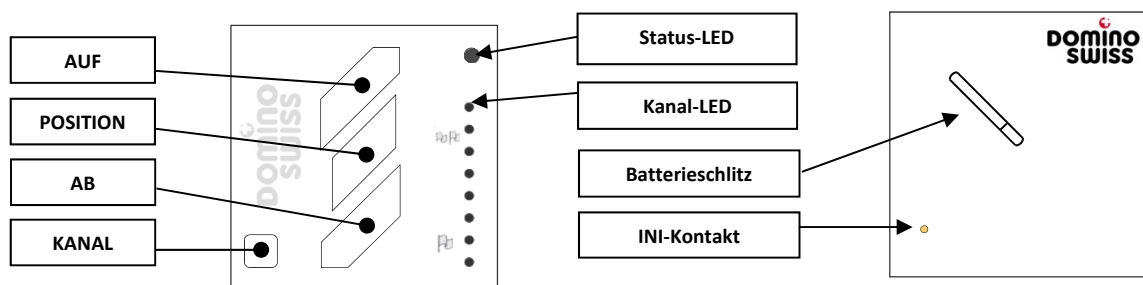 AUF
POSITION
AB
KANAL
DOMINO
SWISS
Status-LED
Kanal-LED
Batterieschlitz
INI-Kontakt
DOMINO
SWISS